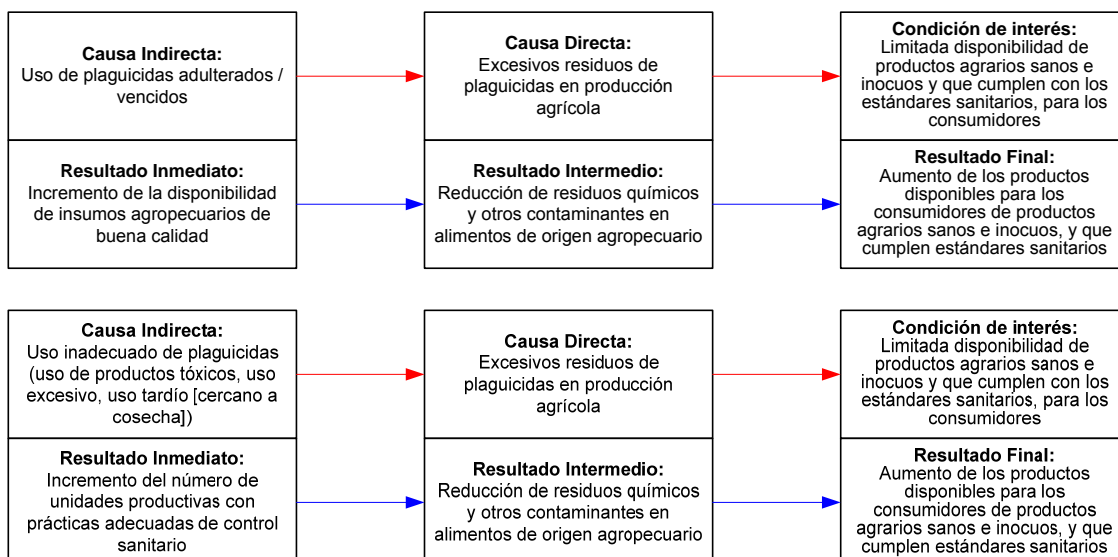 Causa Indirecta:
Uso de plaguicidas adulterados /
vencidos
Causa Directa:
Excesivos residuos de
plaguicidas en producción
agrícola
Condición de interés:
Limitada disponibilidad de
productos agrarios sanos e
inocuos y que cumplen con los
estándares sanitarios, para los
consumidores
Resultado Inmediato:
Incremento de la disponibilidad
de insumos agropecuarios de
buena calidad
Resultado Intermedio:
Reducción de residuos químicos
y otros contaminantes en
alimentos de origen agropecuario
Resultado Final:
Aumento de los productos
disponibles para los
consumidores de productos
agrarios sanos e inocuos, y que
cumplen estándares sanitarios
Causa Indirecta:
Uso inadecuado de plaguicidas
(uso de productos tóxicos, uso
excesivo, uso tardío [cercano a
cosecha])
Causa Directa:
Excesivos residuos de
plaguicidas en producción
agrícola
Condición de interés:
Limitada disponibilidad de
productos agrarios sanos e
inocuos y que cumplen con los
estándares sanitarios, para los
consumidores
Resultado Inmediato:
Incremento del número de
unidades productivas con
prácticas adecuadas de control
sanitario
Resultado Intermedio:
Reducción de residuos químicos
y otros contaminantes en
alimentos de origen agropecuario
Resultado Final:
Aumento de los productos
disponibles para los
consumidores de productos
agrarios sanos e inocuos, y que
cumplen estándares sanitarios